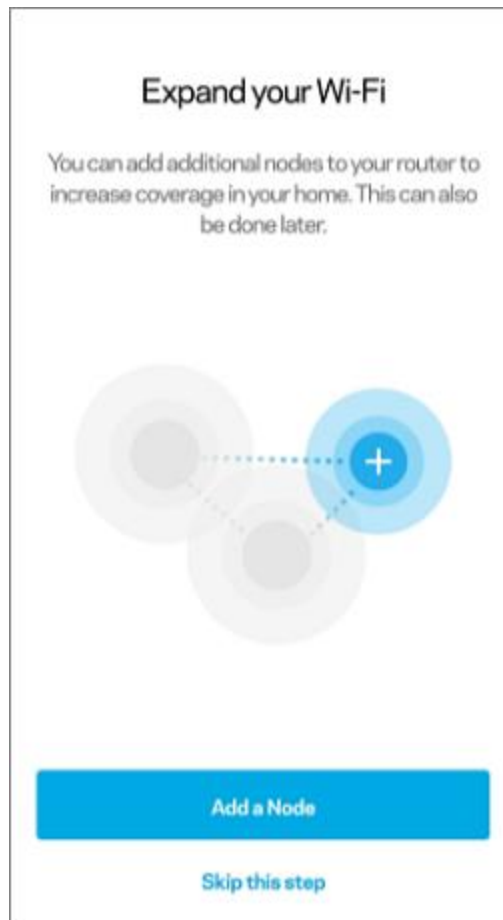 Expand your Wi-Fi
You can add additional nodes to your router to
increase coverage in your home. This can also
be done later.
Add a Node
Skip this step